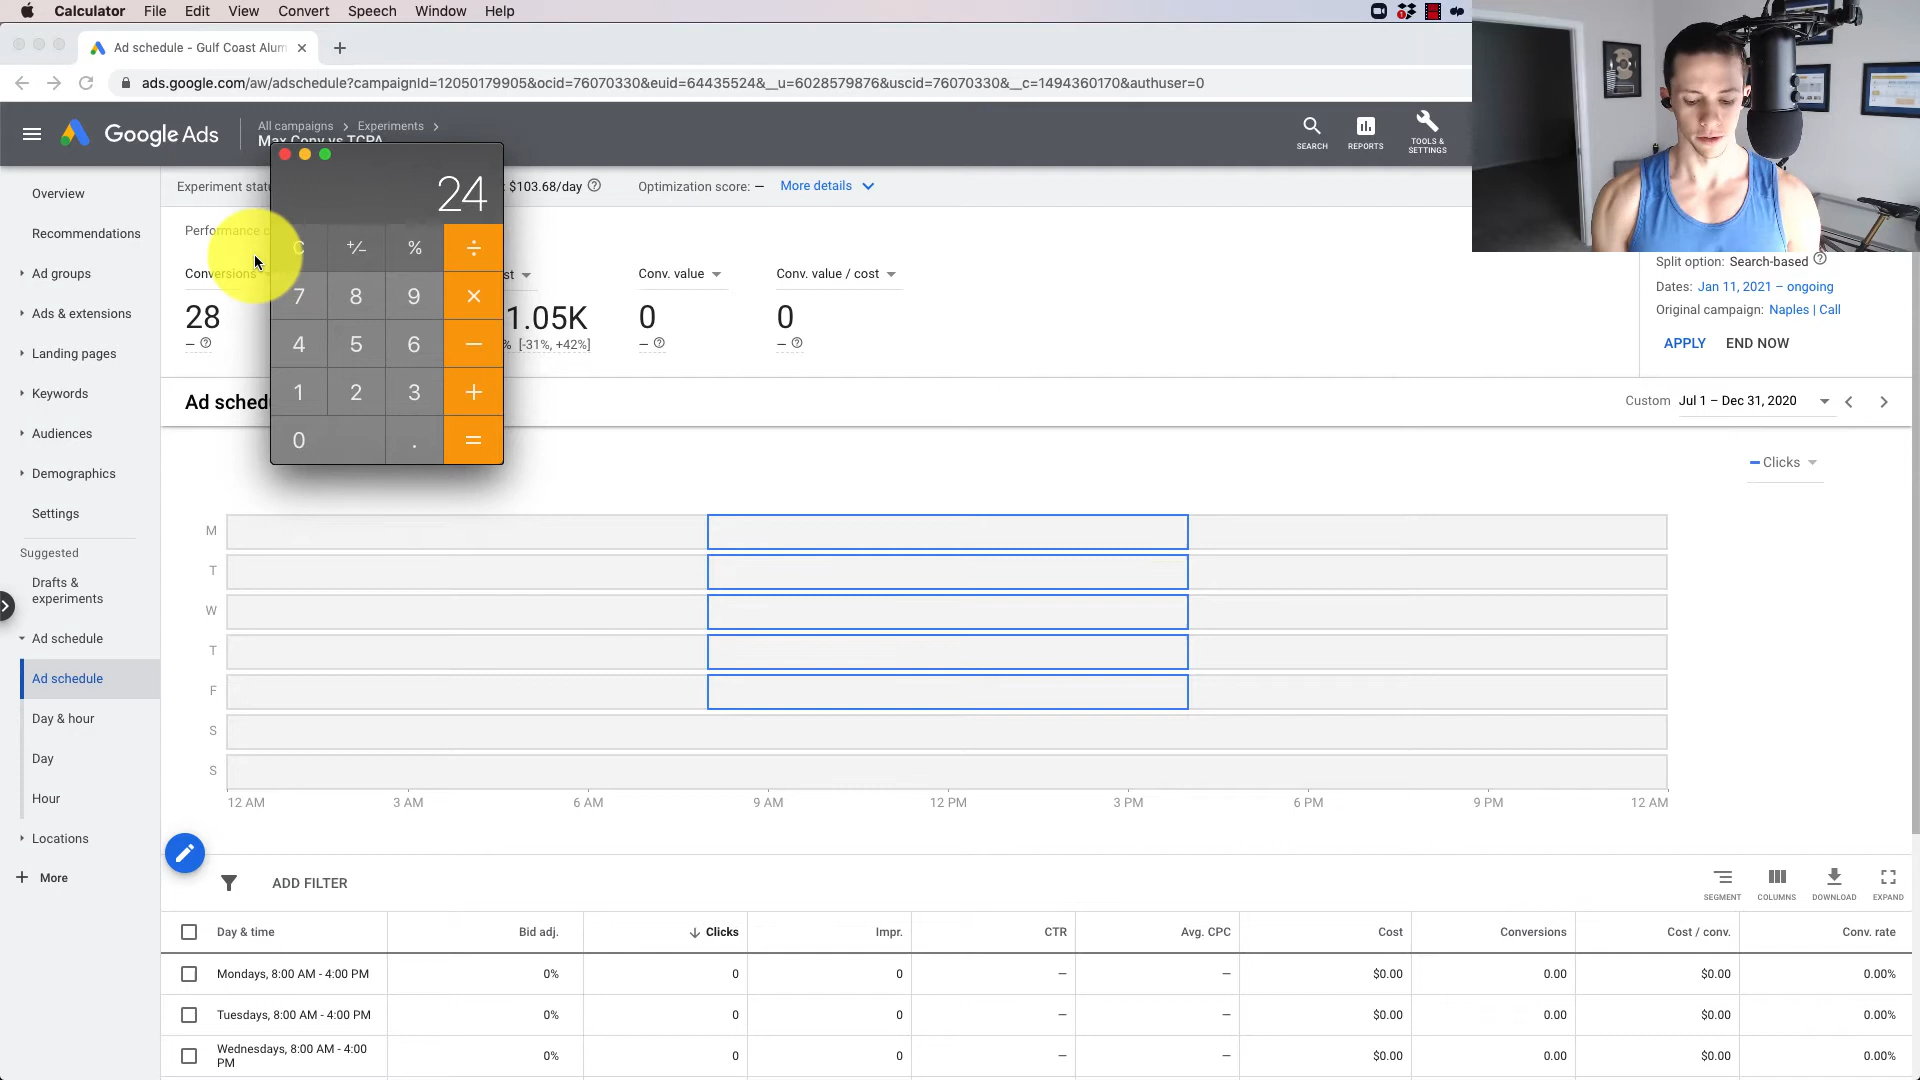 Calculator File Edit View Convert Speech Window Help
Ad schedule - Gulf Coast Alum
ads.google.com/aw/adschedule?campaignId=12050179905&ocid=76070330&euid=64435524&__u=6028579876&uscid=76070330&__c=1494360170&authuser=0
Google Ads
All campaigns > Experiments >
Max Conv vs TCPA
SEARCH
REPORTS
TOOLS & SETTINGS
Overview
Recommendations
Ad groups
Ads & extensions
Landing pages
Keywords
Audiences
Demographics
Settings
Suggested
Drafts & experiments
Ad schedule
Ad schedule
Day & hour
Day
Hour
Locations
+ More
Experiment statu
$103.68/day
Optimization score: —
More details
24
C +/− % ÷
7 8 9 ×
4 5 6 −
1 2 3 +
0 . =
Performance c
Conversions
28
—
st
1.05K
% [-31%, +42%]
Conv. value
0
—
Conv. value / cost
0
—
Split option: Search-based
Dates: Jan 11, 2021 – ongoing
Original campaign: Naples | Call
APPLY END NOW
Ad sched
Custom Jul 1 – Dec 31, 2020
Clicks
M
T
W
T
F
S
S
12 AM 3 AM 6 AM 9 AM 12 PM 3 PM 6 PM 9 PM 12 AM
ADD FILTER
SEGMENT COLUMNS DOWNLOAD EXPAND
Day & time Bid adj. Clicks Impr. CTR Avg. CPC Cost Conversions Cost / conv. Conv. rate
Mondays, 8:00 AM - 4:00 PM 0% 0 0 — — $0.00 0.00 $0.00 0.00%
Tuesdays, 8:00 AM - 4:00 PM 0% 0 0 — — $0.00 0.00 $0.00 0.00%
Wednesdays, 8:00 AM - 4:00 PM 0% 0 0 — — $0.00 0.00 $0.00 0.00%